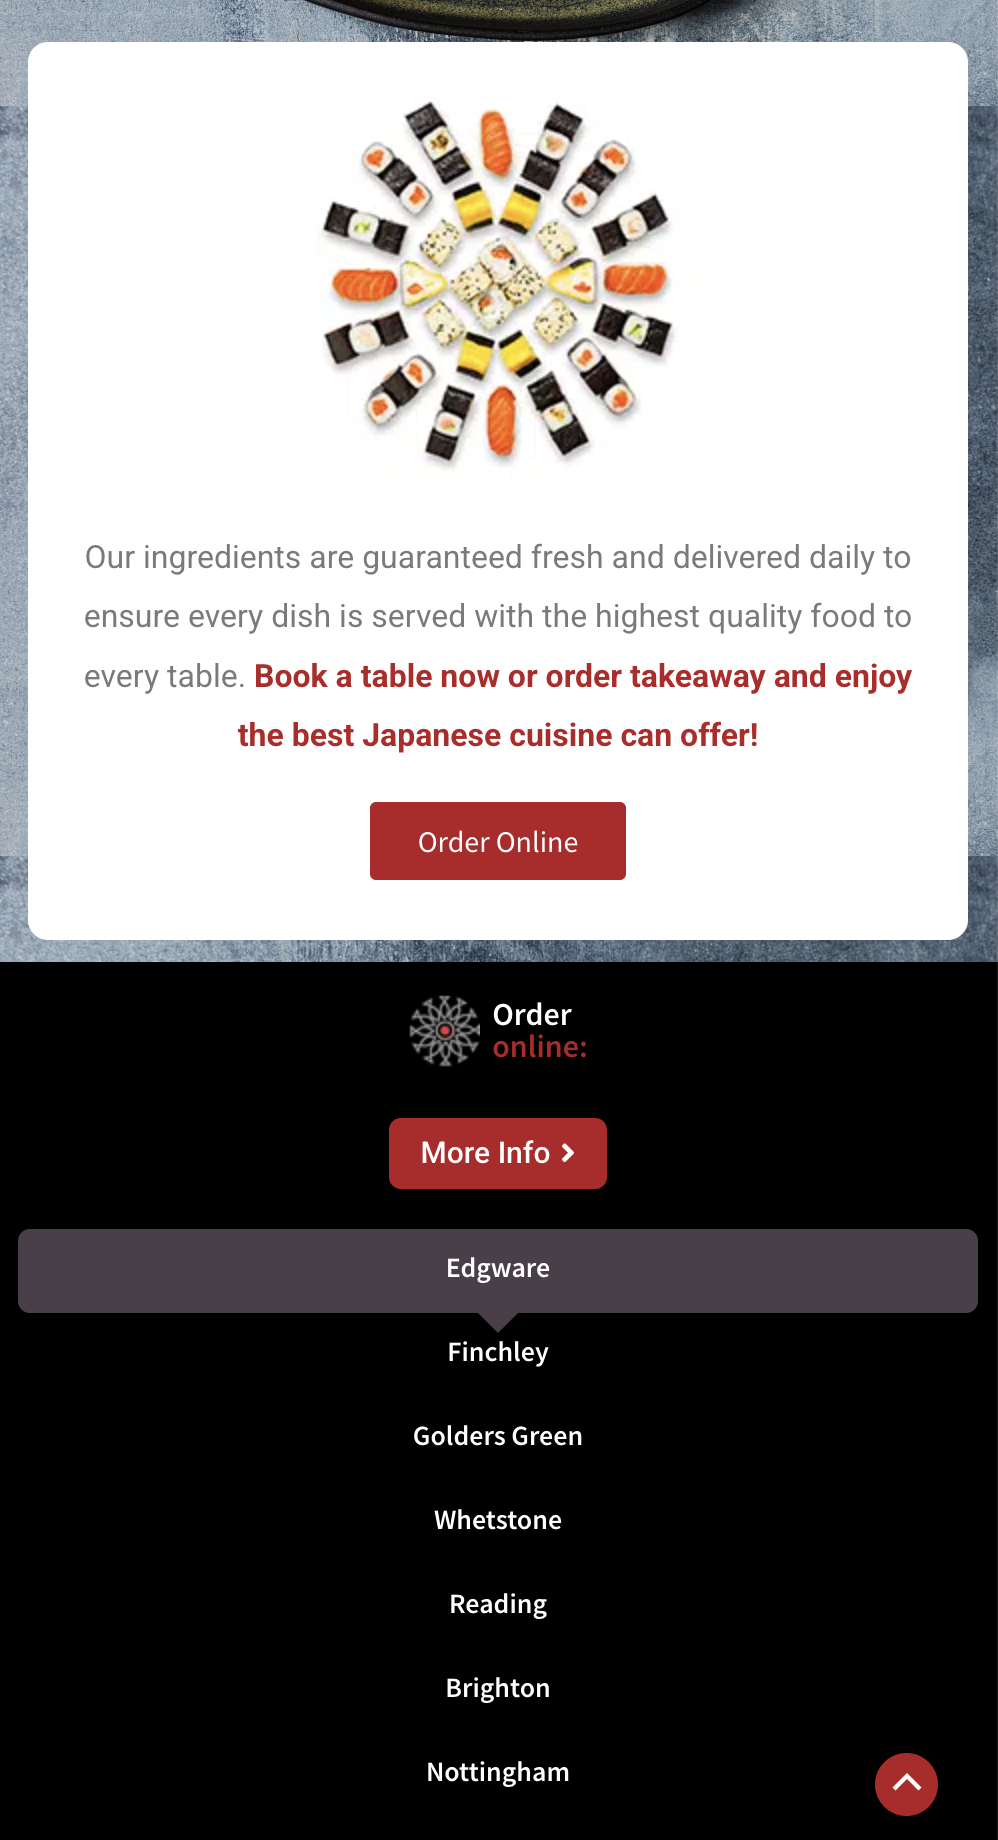 Our ingredients are guaranteed fresh and delivered daily to
ensure every dish is served with the highest quality food to
every table. Book a table now or order takeaway and enjoy
the best Japanese cuisine can offer!
Order Online
Order
online:
More Info
Edgware
Finchley
Golders Green
Whetstone
Reading
Brighton
Nottingham